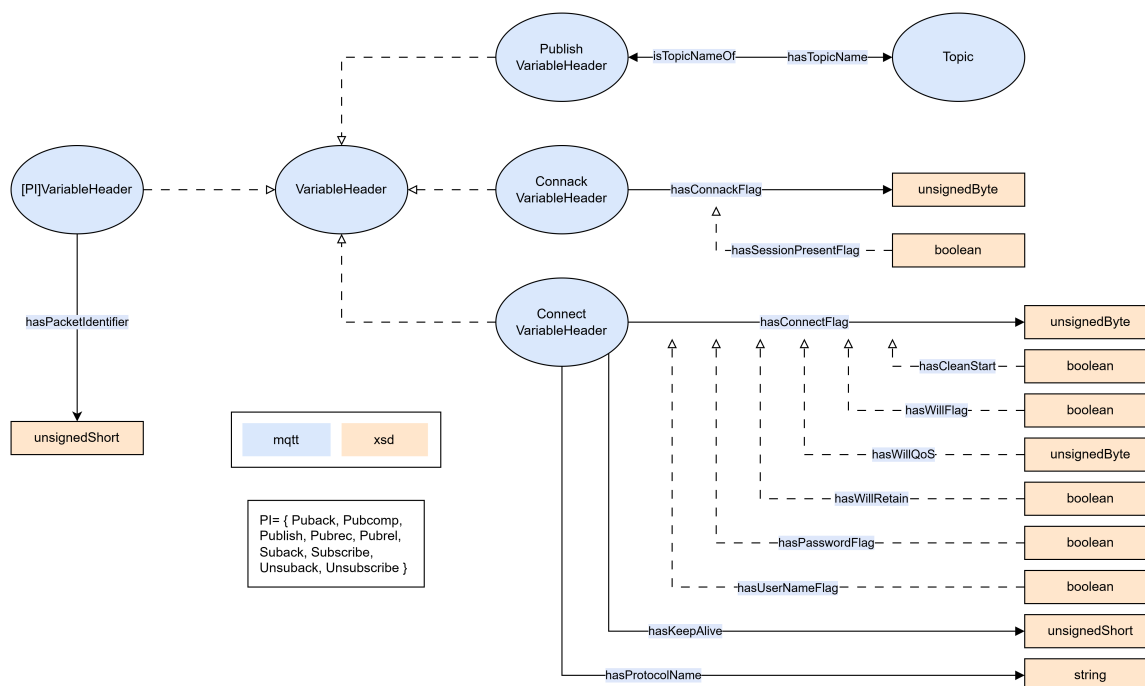 Publish
VariableHeader
isTopicNameOf
hasTopicName
Topic
[PI]VariableHeader
VariableHeader
Connack
VariableHeader
hasConnackFlag
unsignedByte
hasSessionPresentFlag
boolean
hasPacketIdentifier
Connect
VariableHeader
hasConnectFlag
unsignedByte
hasCleanStart
boolean
hasWillFlag
boolean
unsignedShort
mqtt
xsd
hasWillQoS
unsignedByte
hasWillRetain
boolean
PI= { Puback, Pubcomp,
Publish, Pubrec, Pubrel,
Suback, Subscribe,
Unsuback, Unsubscribe }
hasPasswordFlag
boolean
hasUserNameFlag
boolean
hasKeepAlive
unsignedShort
hasProtocolName
string